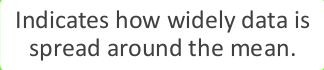 Indicates how widely data is
spread around the mean.